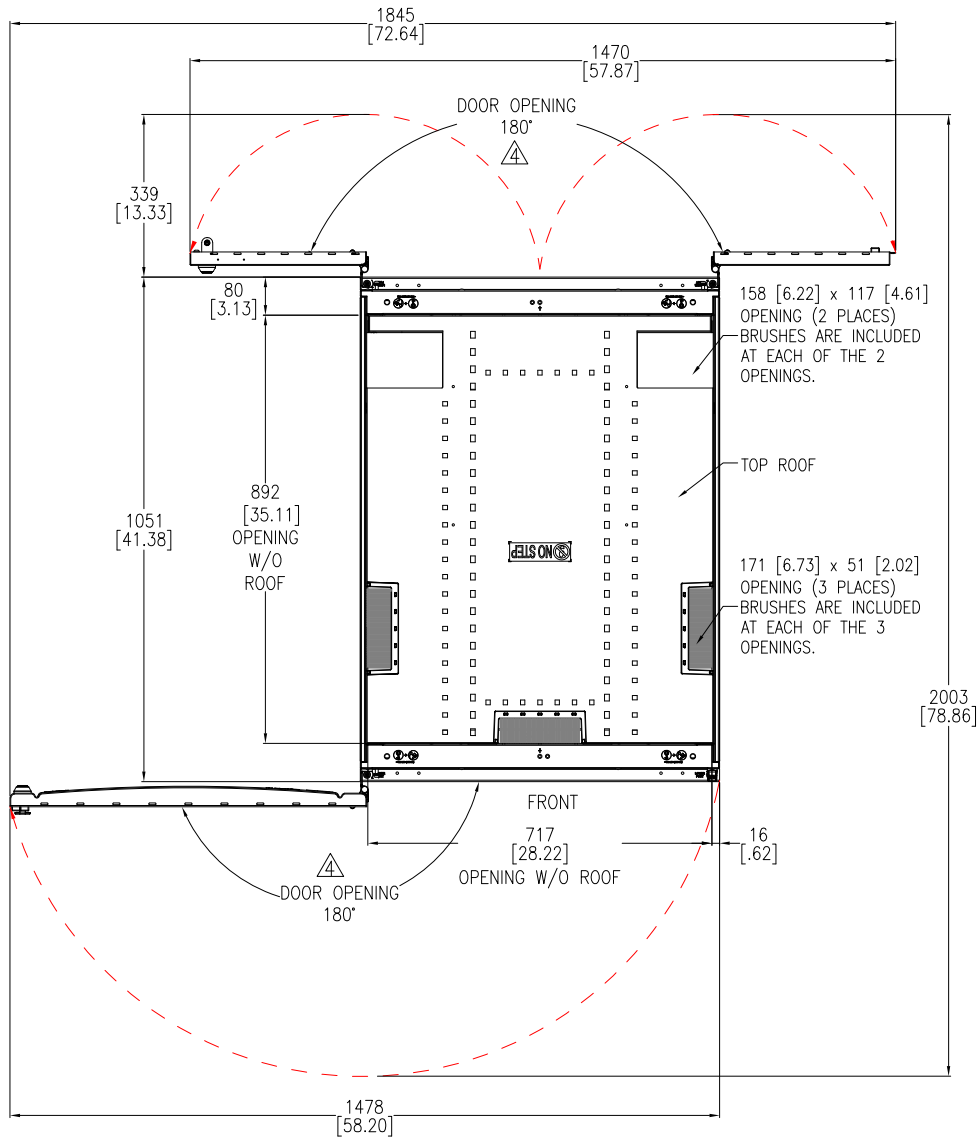 1845
[72.64]
1470
[57.87]
DOOR OPENING
180°
4
339
[13.33]
80
[3.13]
158 [6.22] x 117 [4.61]
OPENING (2 PLACES)
BRUSHES ARE INCLUDED
AT EACH OF THE 2
OPENINGS.
TOP ROOF
892
[35.11]
OPENING
W/O
ROOF
1051
[41.38]
NO STEP
171 [6.73] x 51 [2.02]
OPENING (3 PLACES)
BRUSHES ARE INCLUDED
AT EACH OF THE 3
OPENINGS.
2003
[78.86]
FRONT
717
[28.22]
OPENING W/O ROOF
16
[.62]
4
DOOR OPENING
180°
1478
[58.20]